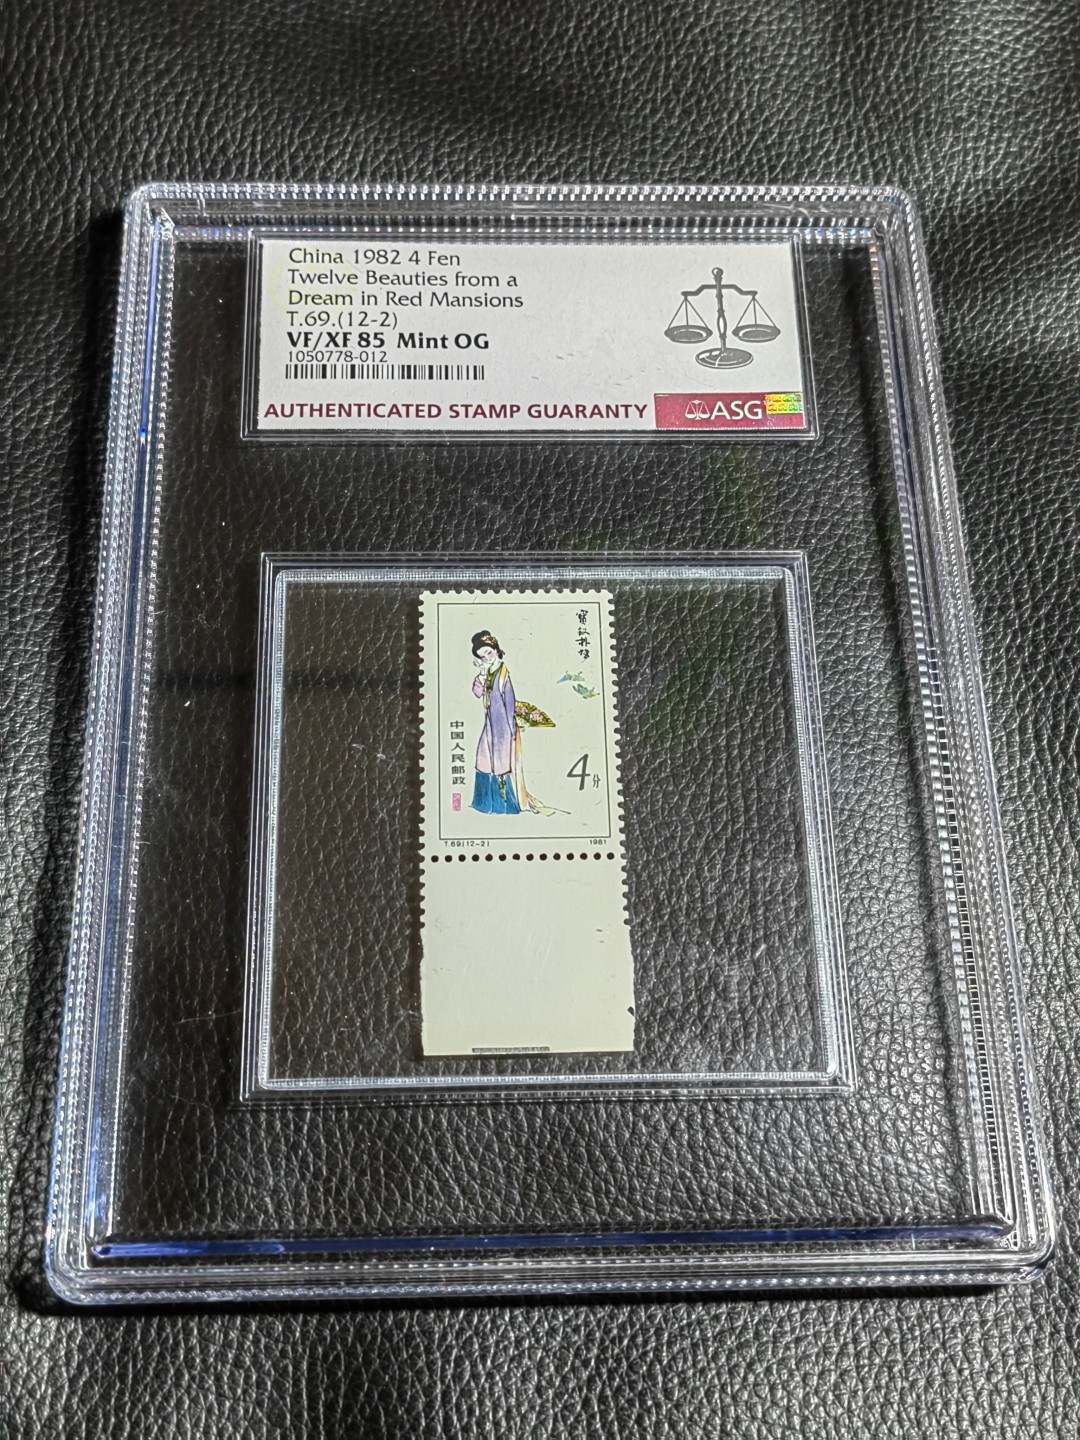 China 1982 4 Fen
Twelve Beauties from a
Dream in Red Mansions
T.69.(12-2)
VF/XF 85 Mint OG
1050778-012
AUTHENTICATED STAMP GUARANTY
ASG
宝钗扑蝶
中国人民邮政
4分
T.69(12-2)
1981